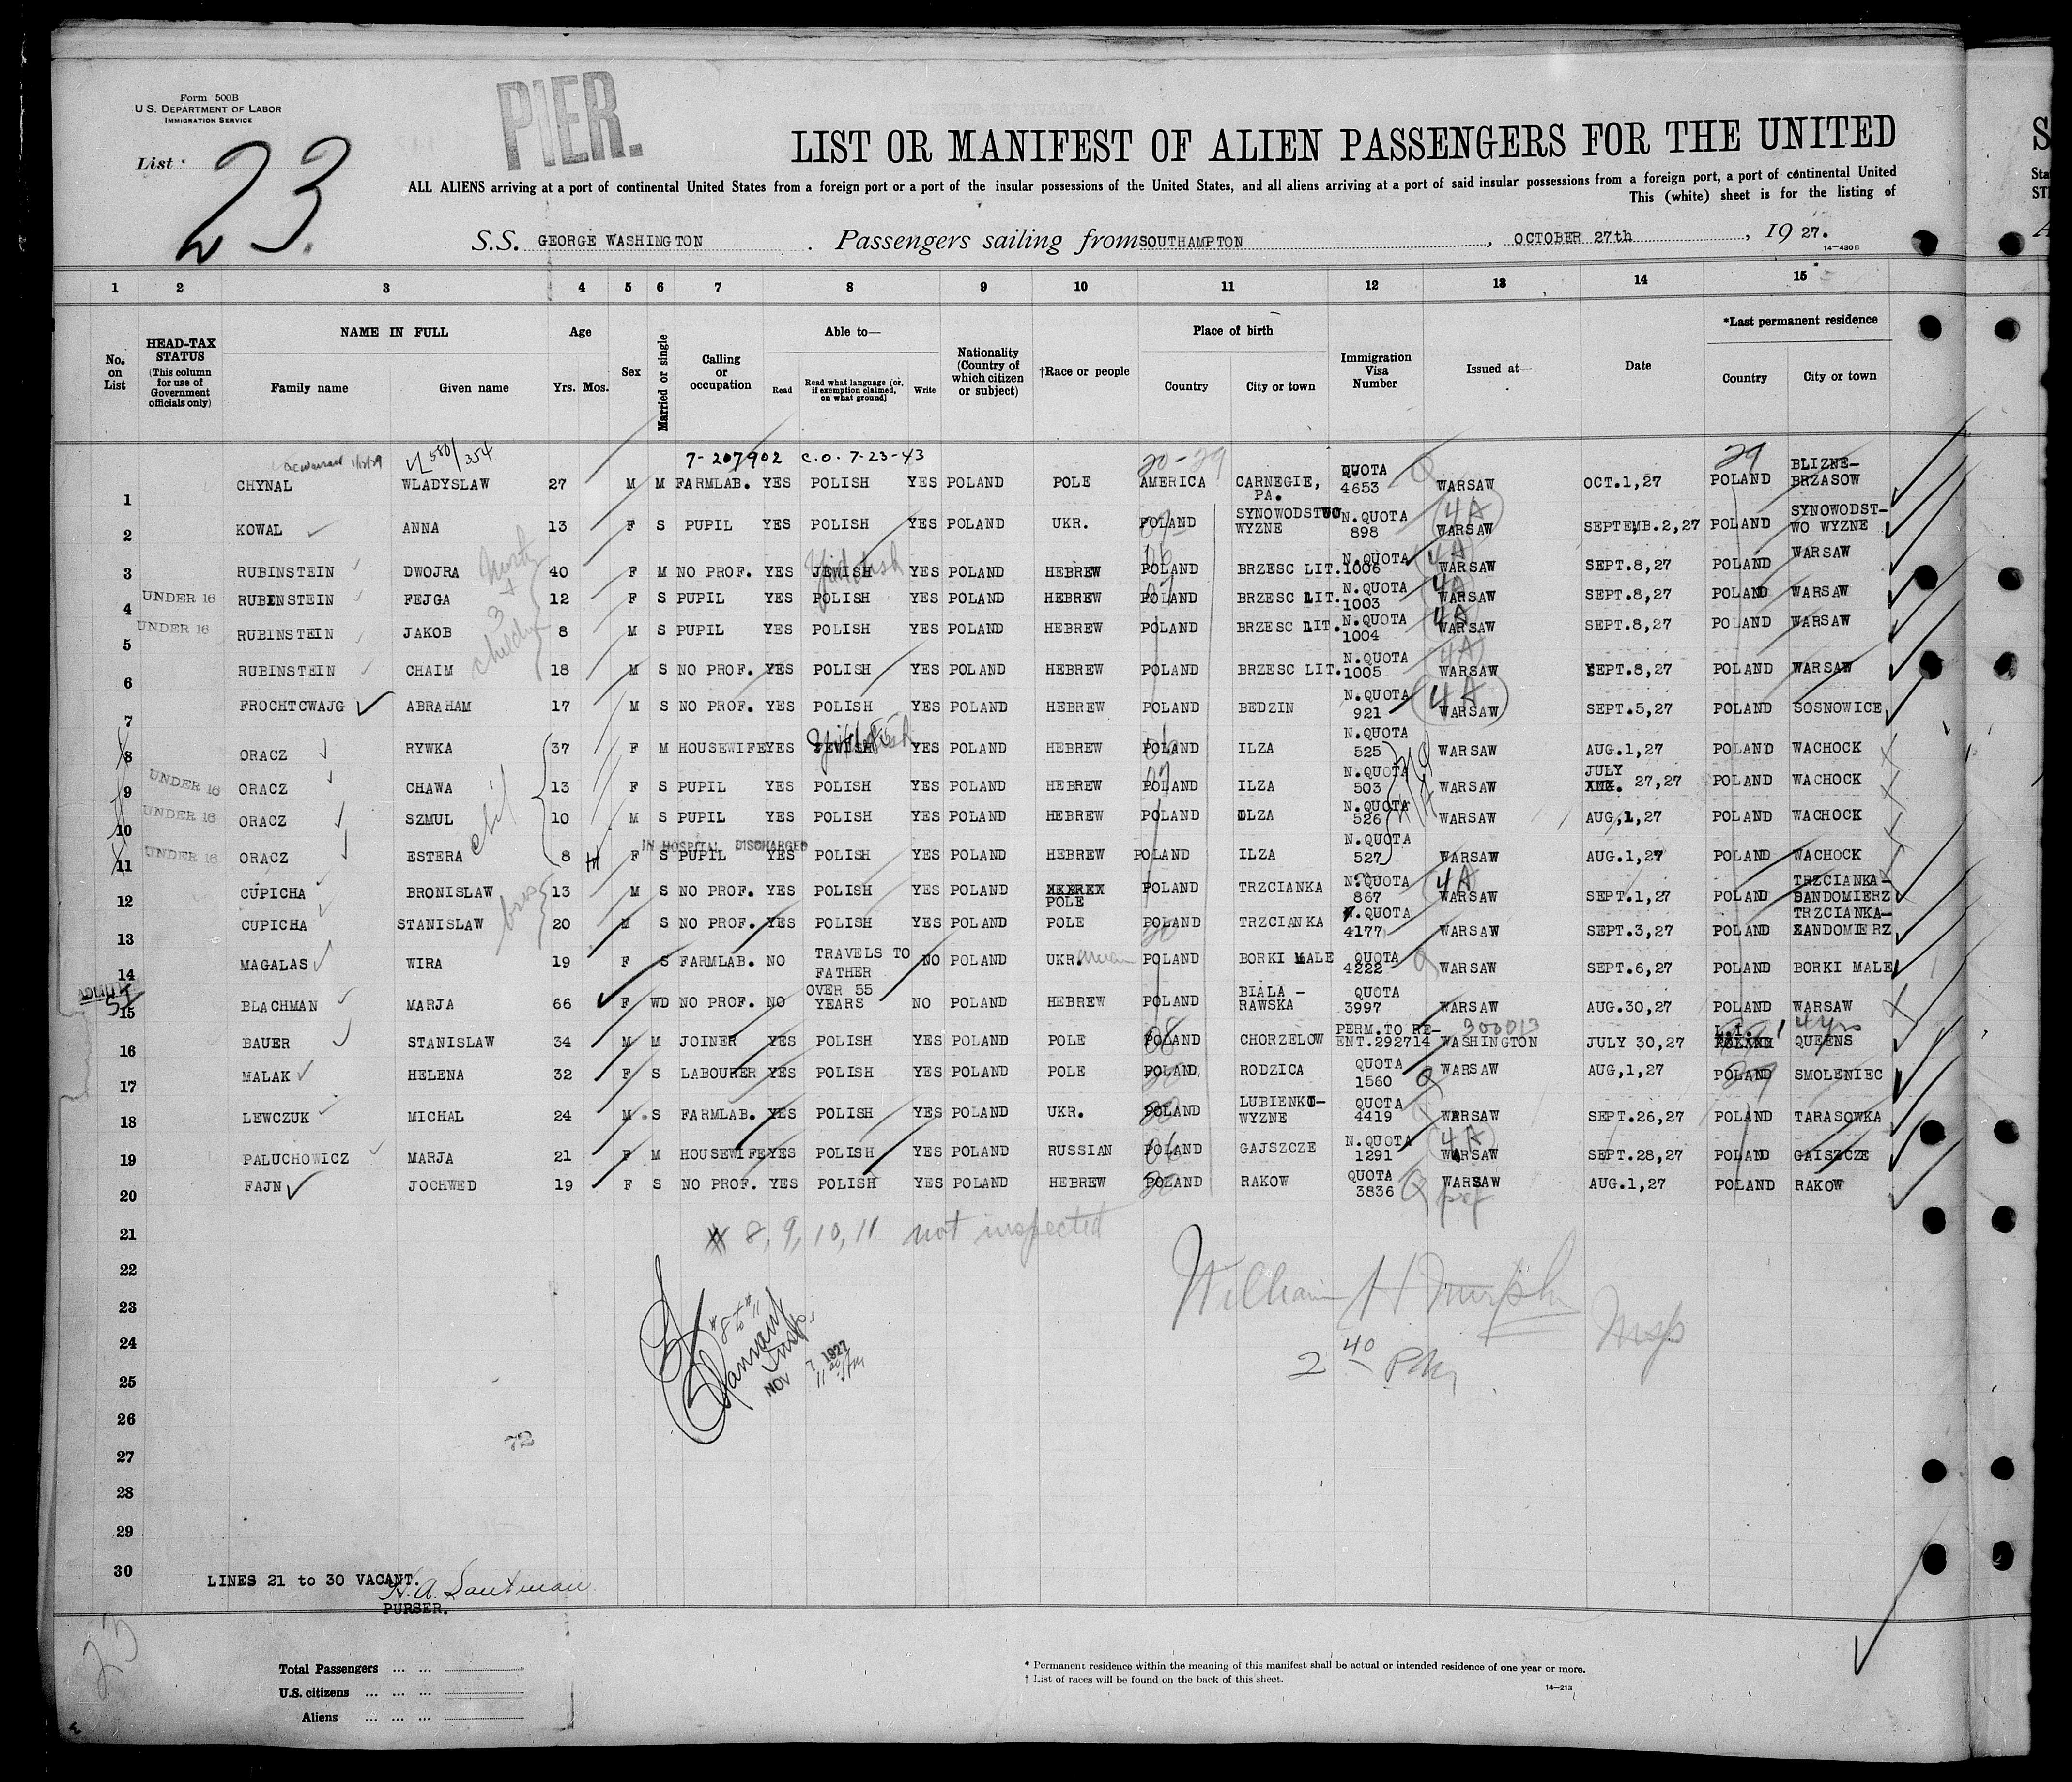 Form 500B
U. S. DEPARTMENT OF LABOR
IMMIGRATION SERVICE
PIER.
List 23
LIST OR MANIFEST OF ALIEN PASSENGERS FOR THE UNITED
ALL ALIENS arriving at a port of continental United States from a foreign port or a port of the insular possessions of the United States, and all aliens arriving at a port of said insular possessions from a foreign port, a port of continental United
This (white) sheet is for the listing of
S.S. GEORGE WASHINGTON. Passengers sailing from SOUTHAMPTON, OCTOBER 27th, 1927.
14-430B
1 2 3 4 5 6 7 8 9 10 11 12 13 14 15
No. on List
HEAD-TAX STATUS (This column for use of Government officials only)
NAME IN FULL
Family name Given name
Age
Yrs. Mos.
Sex
Married or single
Calling or occupation
Able to—
Read Read what language (or, if exemption claimed, on what ground) Write
Nationality (Country of which citizen or subject)
†Race or people
Place of birth
Country City or town
Immigration Visa Number
Issued at—
Date
*Last permanent residence
Country City or town
7-207902 C.O. 7-23-43
1 CHYNAL WLADYSLAW 27 M M FARMLAB. YES POLISH YES POLAND POLE AMERICA CARNEGIE, PA. QUOTA 4653 WARSAW OCT.1,27 POLAND BLIZNE-BRZASOW
2 KOWAL ANNA 13 F S PUPIL YES POLISH YES POLAND UKR. POLAND SYNOWODSTWO WYZNE N.QUOTA 898 4A WARSAW SEPTEMB.2,27 POLAND SYNOWODST-WO WYZNE
3 RUBINSTEIN DWOJRA 40 F M NO PROF. YES JEWISH Yiddish YES POLAND HEBREW POLAND BRZESC LIT. N.QUOTA 1006 4A WARSAW SEPT.8,27 POLAND WARSAW
4 UNDER 16 RUBINSTEIN FEJGA 12 F S PUPIL YES POLISH YES POLAND HEBREW POLAND BRZESC LIT. N.QUOTA 1003 4A WARSAW SEPT.8,27 POLAND WARSAW
5 UNDER 16 RUBINSTEIN JAKOB 8 M S PUPIL YES POLISH YES POLAND HEBREW POLAND BRZESC LIT. N.QUOTA 1004 4A WARSAW SEPT.8,27 POLAND WARSAW
6 RUBINSTEIN CHAIM 18 M S NO PROF. YES POLISH YES POLAND HEBREW POLAND BRZESC LIT. N.QUOTA 1005 4A WARSAW SEPT.8,27 POLAND WARSAW
7 FROCHTCWAJG ABRAHAM 17 M S NO PROF. YES POLISH YES POLAND HEBREW POLAND BEDZIN N.QUOTA 921 4A WARSAW SEPT.5,27 POLAND SOSNOWICE
8 ORACZ RYWKA 37 F M HOUSEWIFE YES JEWISH Yiddish YES POLAND HEBREW POLAND ILZA N.QUOTA 525 WARSAW AUG.1,27 POLAND WACHOCK
9 UNDER 16 ORACZ CHAWA 13 F S PUPIL YES POLISH YES POLAND HEBREW POLAND ILZA N.QUOTA 503 WARSAW JULY 27,27 POLAND WACHOCK
10 UNDER 16 ORACZ SZMUL 10 M S PUPIL YES POLISH YES POLAND HEBREW POLAND ILZA N.QUOTA 526 WARSAW AUG,1,27 POLAND WACHOCK
IN HOSPITAL DISCHARGED
11 UNDER 16 ORACZ ESTERA 8 F S PUPIL YES POLISH YES POLAND HEBREW POLAND ILZA N.QUOTA 527 WARSAW AUG.1,27 POLAND WACHOCK
12 CUPICHA BRONISLAW 13 M S NO PROF. YES POLISH YES POLAND POLE POLAND TRZCIANKA N.QUOTA 867 4A WARSAW SEPT.1,27 POLAND TRZCIANKA-SANDOMIERZ
13 CUPICHA STANISLAW 20 M S NO PROF. YES POLISH YES POLAND POLE POLAND TRZCIANKA QUOTA 4177 WARSAW SEPT.3,27 POLAND TRZCIANKA-SANDOMIERZ
14 MAGALAS WIRA 19 F S FARMLAB. NO TRAVELS TO FATHER NO POLAND UKR. POLAND BORKI MALE QUOTA 4222 WARSAW SEPT.6,27 POLAND BORKI MALE
15 BLACHMAN MARJA 66 F WD NO PROF. NO OVER 55 YEARS NO POLAND HEBREW POLAND BIALA-RAWSKA QUOTA 3997 WARSAW AUG.30,27 POLAND WARSAW
16 BAUER STANISLAW 34 M M JOINER YES POLISH YES POLAND POLE POLAND CHORZELOW PERM.TO RE-ENT.292714 300013 WASHINGTON JULY 30,27 L.I. QUEENS 4 yrs
17 MALAK HELENA 32 F S LABOURER YES POLISH YES POLAND POLE POLAND RODZICA QUOTA 1560 WARSAW AUG,1,27 POLAND SMOLENIEC
18 LEWCZUK MICHAL 24 M S FARMLAB. YES POLISH YES POLAND UKR. POLAND LUBIENKO-WYZNE QUOTA 4419 WARSAW SEPT.26,27 POLAND TARASOWKA
19 PALUCHOWICZ MARJA 21 F M HOUSEWIFE YES POLISH YES POLAND RUSSIAN POLAND GAJSZCZE N.QUOTA 1291 4A WARSAW SEPT.28,27 POLAND GAISZCZE
20 FAJN JOCHWED 19 F S NO PROF. YES POLISH YES POLAND HEBREW POLAND RAKOW QUOTA 3836 WARSAW AUG.1,27 POLAND RAKOW
21 8, 9, 10, 11 not inspected
22
23 William H Murphy
24 Insp
25 2 40 PM
26
27 72
28
29
30
LINES 21 to 30 VACANT.
PURSER.
23
Total Passengers
U.S. citizens
Aliens
* Permanent residence within the meaning of this manifest shall be actual or intended residence of one year or more.
† List of races will be found on the back of this sheet.
14-213